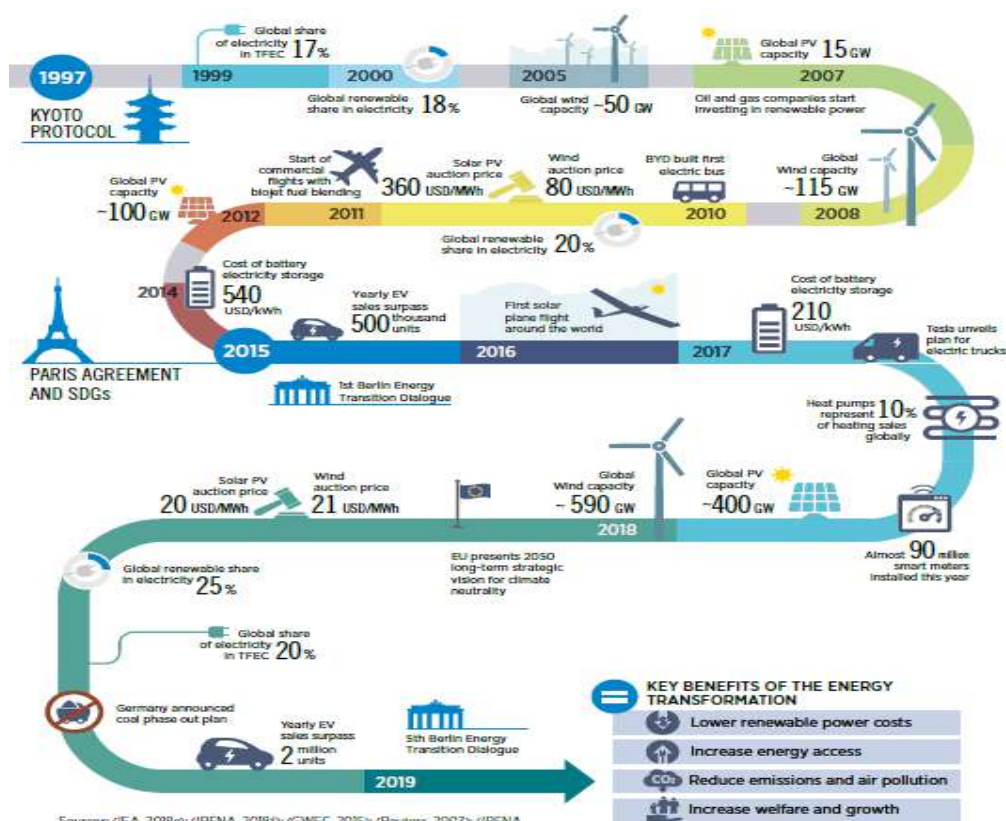 Global share
of electricity
in TFEC 17%
Global PV
capacity 15 GW
1997
1999
2000
2005
2007
KYOTO
PROTOCOL
Global renewable
share in electricity 18%
Global wind
capacity ~50 GW
Oil and gas companies start
investing in renewable power
Global PV
capacity
~100 GW
Start of
commercial
flights with
biojet fuel blending
Solar PV
auction price
360 USD/MWh
Wind
auction price
80 USD/MWh
BYD built first
electric bus
Global
Wind capacity
~115 GW
2012
2011
2010
2008
Global renewable
share in electricity 20%
2014
Cost of battery
electricity storage
540
USD/kWh
Yearly EV
sales surpass
500 thousand
units
First solar
plane flight
around the world
Cost of battery
electricity storage
210
USD/kWh
Tesla unveils
plan for
electric trucks
2015
2016
2017
PARIS AGREEMENT
AND SDGs
1st Berlin Energy
Transition Dialogue
Heat pumps
represent 10%
of heating sales
globally
Solar PV
auction price
20 USD/MWh
Wind
auction price
21 USD/MWh
Global
Wind capacity
~ 590 GW
Global PV
capacity
~400 GW
2018
EU presents 2050
long-term strategic
vision for climate
neutrality
Almost 90 million
smart meters
installed this year
Global renewable share
in electricity 25%
Global share
of electricity
in TFEC 20%
Germany announced
coal phase out plan
Yearly EV
sales surpass
2 million
units
5th Berlin Energy
Transition Dialogue
2019
KEY BENEFITS OF THE ENERGY
TRANSFORMATION
Lower renewable power costs
Increase energy access
CO₂ Reduce emissions and air pollution
Increase welfare and growth